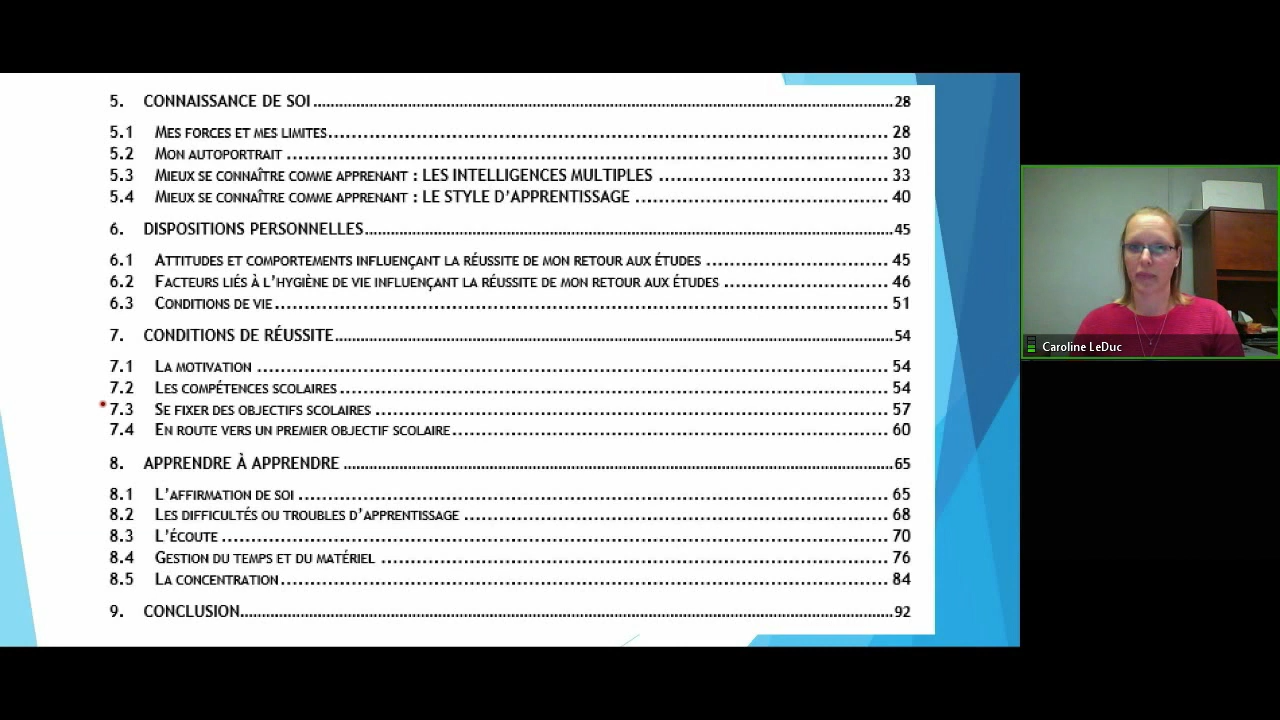 5. CONNAISSANCE DE SOI....................28
5.1 MES FORCES ET MES LIMITES.................... 28
5.2 MON AUTOPORTRAIT .................... 30
5.3 MIEUX SE CONNAÎTRE COMME APPRENANT : LES INTELLIGENCES MULTIPLES .................... 33
5.4 MIEUX SE CONNAÎTRE COMME APPRENANT : LE STYLE D'APPRENTISSAGE .................... 40
6. DISPOSITIONS PERSONNELLES....................45
6.1 ATTITUDES ET COMPORTEMENTS INFLUENÇANT LA RÉUSSITE DE MON RETOUR AUX ÉTUDES .................... 45
6.2 FACTEURS LIÉS À L'HYGIÈNE DE VIE INFLUENÇANT LA RÉUSSITE DE MON RETOUR AUX ÉTUDES .................... 46
6.3 CONDITIONS DE VIE.................... 51
7. CONDITIONS DE RÉUSSITE....................54
7.1 LA MOTIVATION .................... 54
7.2 LES COMPÉTENCES SCOLAIRES .................... 54
7.3 SE FIXER DES OBJECTIFS SCOLAIRES .................... 57
7.4 EN ROUTE VERS UN PREMIER OBJECTIF SCOLAIRE.................... 60
8. APPRENDRE À APPRENDRE ....................65
8.1 L'AFFIRMATION DE SOI .................... 65
8.2 LES DIFFICULTÉS OU TROUBLES D'APPRENTISSAGE .................... 68
8.3 L'ÉCOUTE .................... 70
8.4 GESTION DU TEMPS ET DU MATÉRIEL .................... 76
8.5 LA CONCENTRATION.................... 84
9. CONCLUSION....................92
Caroline LeDuc